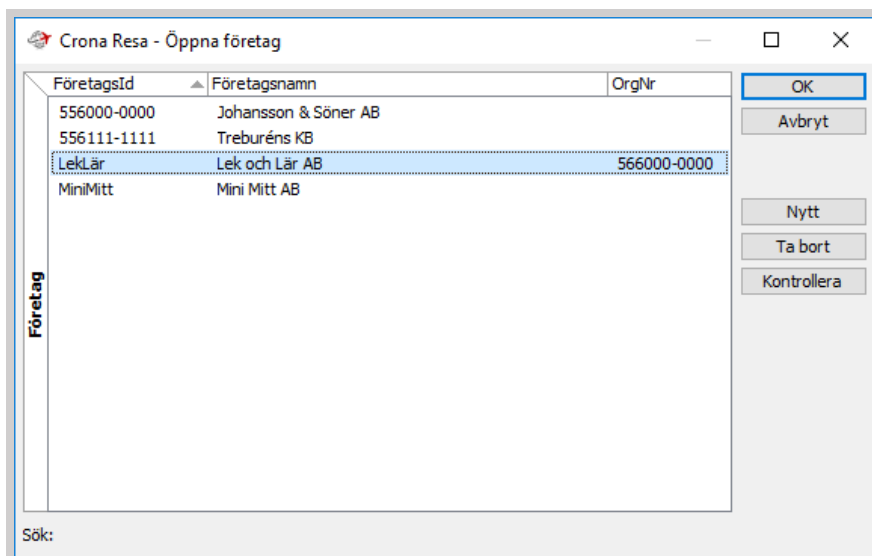 Crona Resa - Öppna företag
FöretagsId Företagsnamn OrgNr
556000-0000 Johansson & Söner AB
556111-1111 Treburéns KB
LekLär Lek och Lär AB 566000-0000
MiniMitt Mini Mitt AB
Företag
OK
Avbryt
Nytt
Ta bort
Kontrollera
Sök: